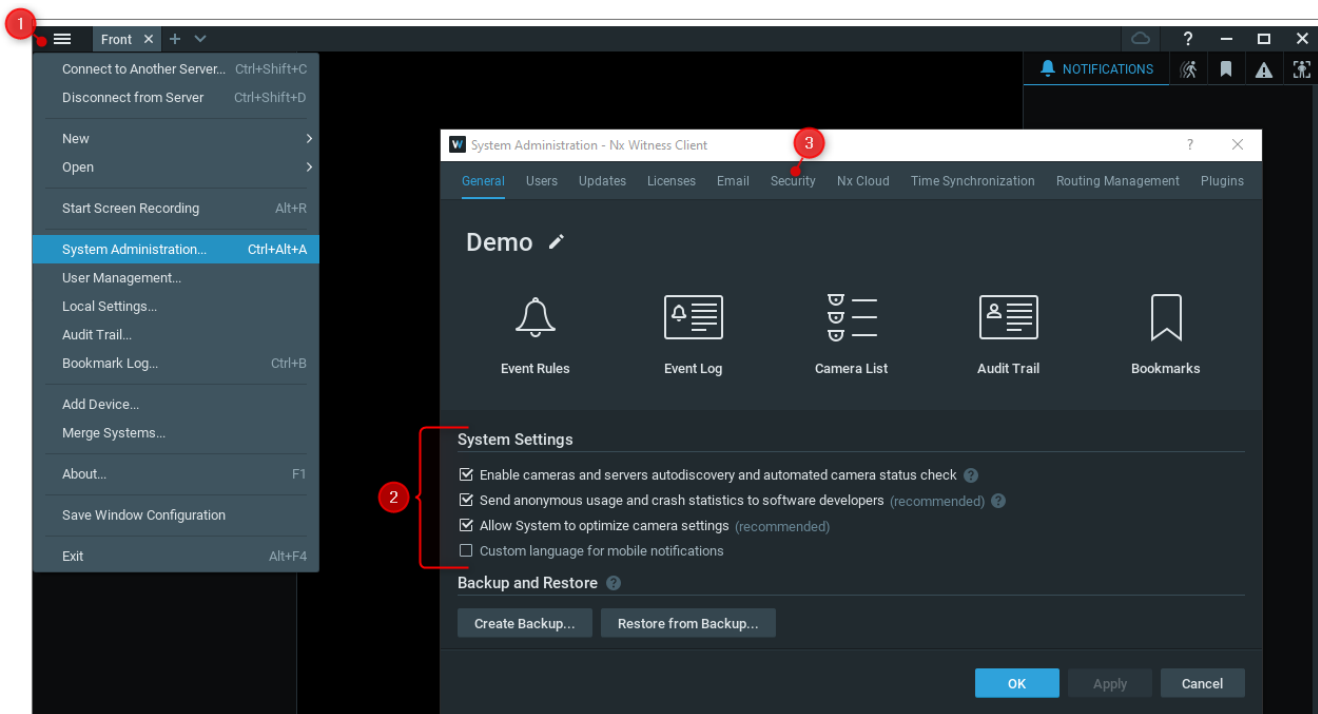 1
Front
NOTIFICATIONS
Connect to Another Server... Ctrl+Shift+C
Disconnect from Server Ctrl+Shift+D
New
Open
Start Screen Recording Alt+R
System Administration... Ctrl+Alt+A
User Management...
Local Settings...
Audit Trail...
Bookmark Log... Ctrl+B
Add Device...
Merge Systems...
About... F1
Save Window Configuration
Exit Alt+F4
W System Administration - Nx Witness Client ?
3
General Users Updates Licenses Email Security Nx Cloud Time Synchronization Routing Management Plugins
Demo
Event Rules Event Log Camera List Audit Trail Bookmarks
2
System Settings
Enable cameras and servers autodiscovery and automated camera status check ?
Send anonymous usage and crash statistics to software developers (recommended) ?
Allow System to optimize camera settings (recommended)
Custom language for mobile notifications
Backup and Restore ?
Create Backup... Restore from Backup...
OK Apply Cancel